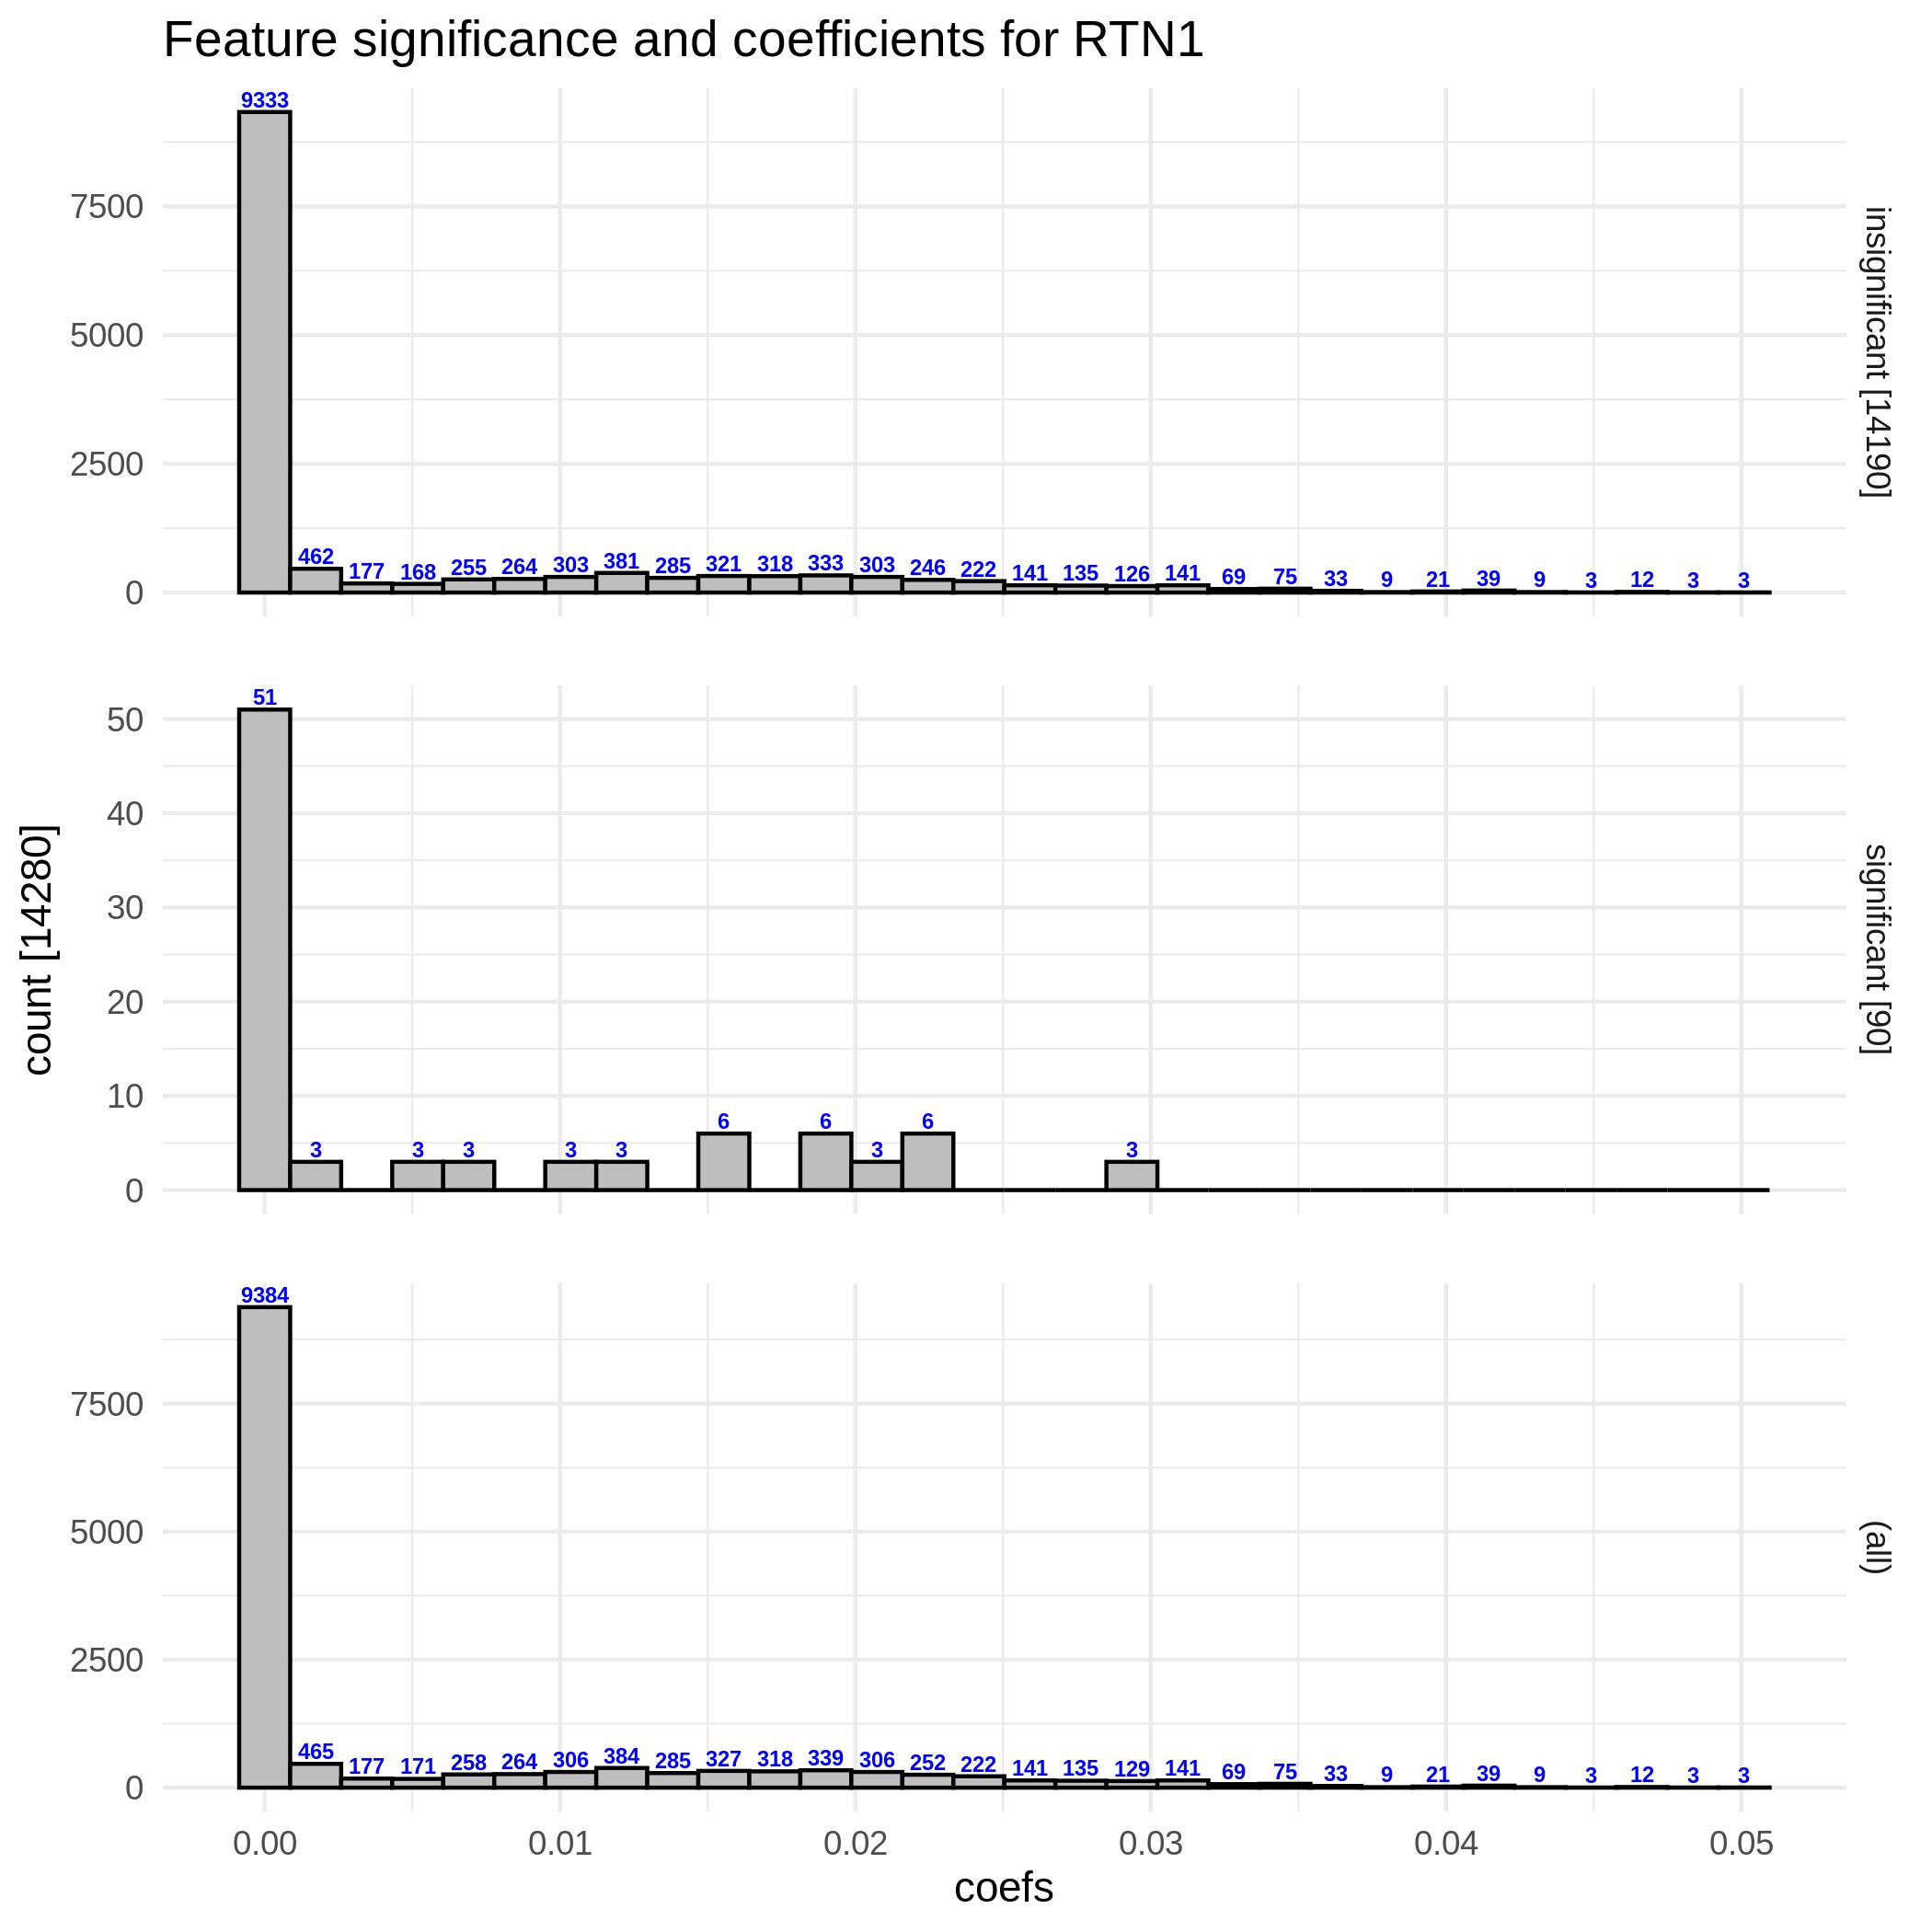 Feature significance and coefficients for RTN1
9333
7500
5000
2500
0
462 177 168 255 264 303 381 285 321 318 333 303 246 222 141 135 126 141 69 75 33 9 21 39 9 3 12 3 3
insignificant [14190]
count [14280]
51
50
40
30
20
10
0
3 3 3 3 3 6 6 3 6 3
significant [90]
9384
7500
5000
2500
0
465 177 171 258 264 306 384 285 327 318 339 306 252 222 141 135 129 141 69 75 33 9 21 39 9 3 12 3 3
(all)
0.00 0.01 0.02 0.03 0.04 0.05
coefs